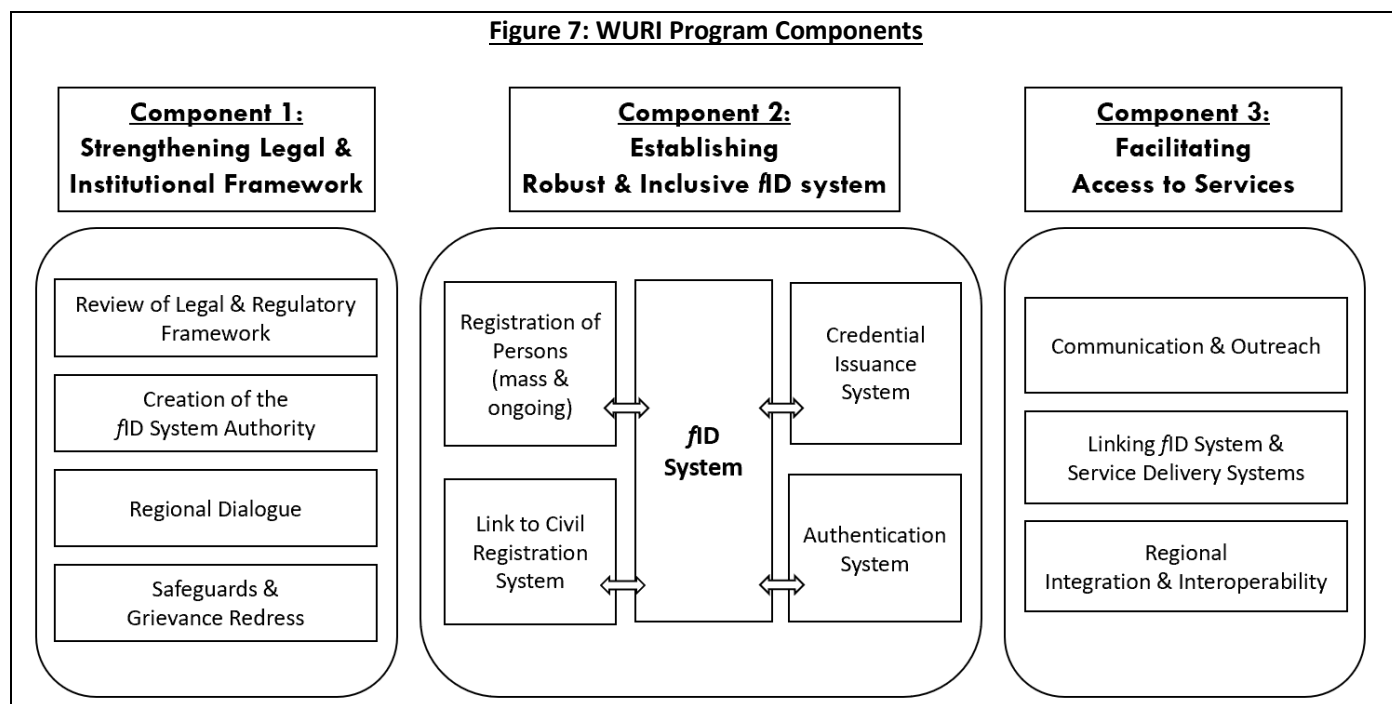 Figure 7: WURI Program Components
Component 1:
Strengthening Legal &
Institutional Framework
Review of Legal & Regulatory
Framework
Creation of the
fID System Authority
Regional Dialogue
Safeguards &
Grievance Redress
Component 2:
Establishing
Robust & Inclusive fID system
Registration of
Persons
(mass &
ongoing)
Link to Civil
Registration
System
fID
System
Credential
Issuance
System
Authentication
System
Component 3:
Facilitating
Access to Services
Communication & Outreach
Linking fID System &
Service Delivery Systems
Regional
Integration & Interoperability